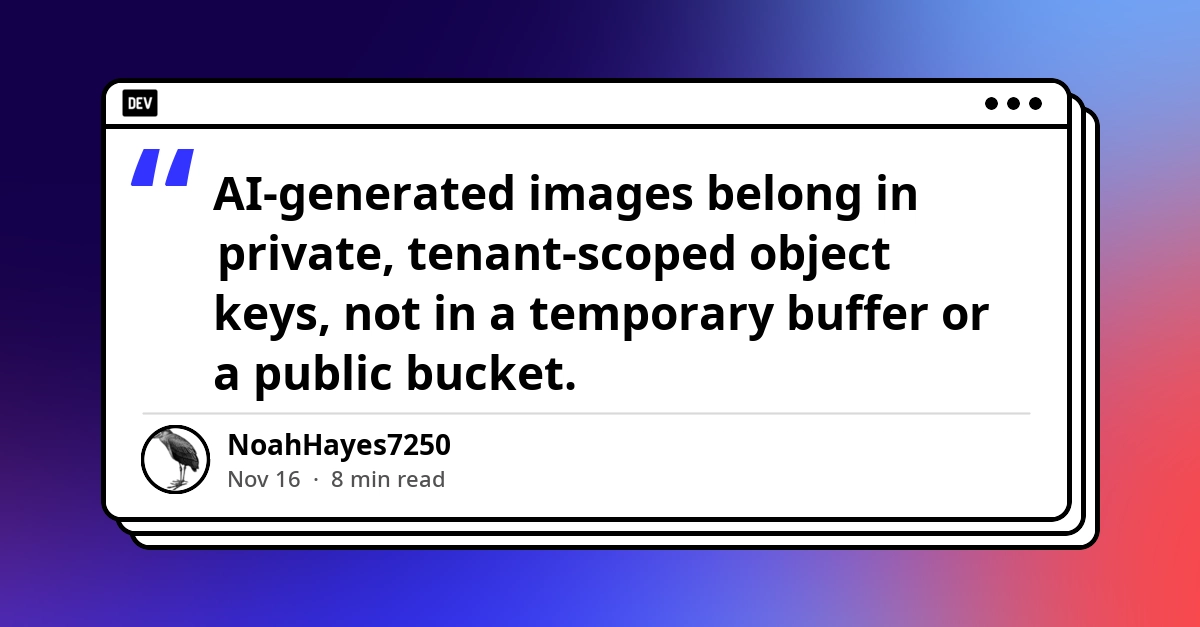 DEV
“ AI-generated images belong in
private, tenant-scoped object
keys, not in a temporary buffer or
a public bucket.
NoahHayes7250
Nov 16 · 8 min read